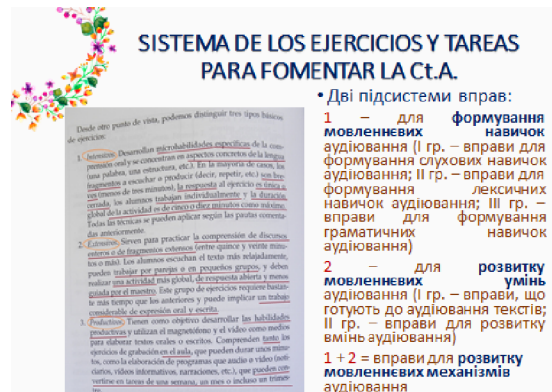 SISTEMA DE LOS EJERCICIOS Y TAREAS
PARA FOMENTAR LA Ct.A.
Desde otro punto de vista, podemos distinguir tres tipos básicos
de ejercicios:
1. Intensivos: Desarrollan microhabilidades específicas de la com-
prensión oral y se concentran en aspectos concretos de la lengua
(una palabra, una estructura, etc.). En la mayoría de casos, los
fragmentos a escuchar o producir (decir, repetir, etc.) son bre-
ves (menos de tres minutos), la respuesta al ejercicio es única o
cerrada, los alumnos trabajan individualmente y la duración
global de la actividad es de cinco o diez minutos como máximo.
Todas las técnicas se pueden aplicar según las pautas comenta-
das anteriormente.
2. Extensivos: Sirven para practicar la comprensión de discursos
enteros o de fragmentos extensos (entre quince y veinte minu-
tos o más). Los alumnos escuchan el texto más relajadamente,
pueden trabajar por parejas o en pequeños grupos, y deben
realizar una actividad más global, de respuesta abierta y menos
guiada por el maestro. Este grupo de ejercicios requiere bastan-
te más tiempo que los anteriores y puede implicar un trabajo
considerable de expresión oral y escrita.
3. Productivos: Tienen como objetivo desarrollar las habilidades
productivas y utilizan el magnetófono y el vídeo como medios
para elaborar textos orales o escritos. Comprenden tanto los
ejercicios de grabación en el aula, que pueden durar unos minu-
tos, como la elaboración de programas que audio o vídeo (noti-
ciarios, vídeos informativos, narraciones, etc.), que pueden con-
vertirse en tareas de una semana, un mes o incluso un trimes-
• Дві підсистеми вправ:
1 – для формування
мовленнєвих навичок
аудіювання (І гр. – вправи для
формування слухових навичок
аудіювання; ІІ гр. – вправи для
формування лексичних
навичок аудіювання; ІІІ гр. –
вправи для формування
граматичних навичок
аудіювання)
2 – для розвитку
мовленнєвих умінь
аудіювання (І гр. – вправи, що
готують до аудіювання текстів;
ІІ гр. – вправи для розвитку
вмінь аудіювання)
1 + 2 = вправи для розвитку
мовленнєвих механізмів
аудіювання